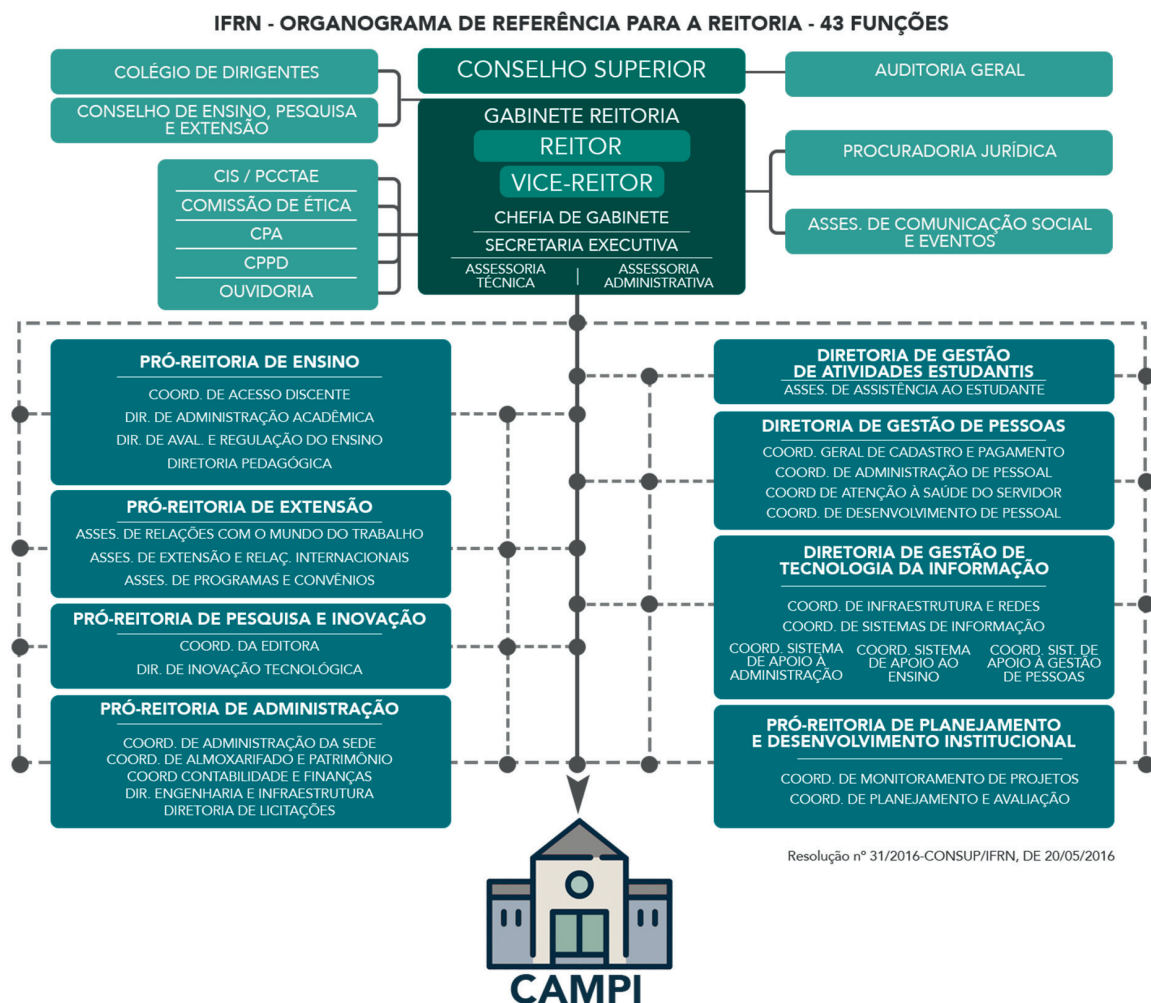 IFRN - ORGANOGRAMA DE REFERÊNCIA PARA A REITORIA - 43 FUNÇÕES
COLÉGIO DE DIRIGENTES
CONSELHO DE ENSINO, PESQUISA
E EXTENSÃO
CONSELHO SUPERIOR
AUDITORIA GERAL
GABINETE REITORIA
REITOR
VICE-REITOR
CHEFIA DE GABINETE
SECRETARIA EXECUTIVA
ASSESSORIA
TÉCNICA
ASSESSORIA
ADMINISTRATIVA
CIS / PCCTAE
COMISSÃO DE ÉTICA
CPA
CPPD
OUVIDORIA
PROCURADORIA JURÍDICA
ASSES. DE COMUNICAÇÃO SOCIAL
E EVENTOS
PRÓ-REITORIA DE ENSINO
COORD. DE ACESSO DISCENTE
DIR. DE ADMINISTRAÇÃO ACADÊMICA
DIR. DE AVAL. E REGULAÇÃO DO ENSINO
DIRETORIA PEDAGÓGICA
PRÓ-REITORIA DE EXTENSÃO
ASSES. DE RELAÇÕES COM O MUNDO DO TRABALHO
ASSES. DE EXTENSÃO E RELAÇ. INTERNACIONAIS
ASSES. DE PROGRAMAS E CONVÊNIOS
PRÓ-REITORIA DE PESQUISA E INOVAÇÃO
COORD. DA EDITORA
DIR. DE INOVAÇÃO TECNOLÓGICA
PRÓ-REITORIA DE ADMINISTRAÇÃO
COORD. DE ADMINISTRAÇÃO DA SEDE
COORD. DE ALMOXARIFADO E PATRIMÔNIO
COORD CONTABILIDADE E FINANÇAS
DIR. ENGENHARIA E INFRAESTRUTURA
DIRETORIA DE LICITAÇÕES
DIRETORIA DE GESTÃO
DE ATIVIDADES ESTUDANTIS
ASSES. DE ASSISTÊNCIA AO ESTUDANTE
DIRETORIA DE GESTÃO DE PESSOAS
COORD. GERAL DE CADASTRO E PAGAMENTO
COORD. DE ADMINISTRAÇÃO DE PESSOAL
COORD DE ATENÇÃO À SAÚDE DO SERVIDOR
COORD. DE DESENVOLVIMENTO DE PESSOAL
DIRETORIA DE GESTÃO DE
TECNOLOGIA DA INFORMAÇÃO
COORD. DE INFRAESTRUTURA E REDES
COORD. DE SISTEMAS DE INFORMAÇÃO
COORD. SISTEMA
DE APOIO À
ADMINISTRAÇÃO
COORD. SISTEMA
DE APOIO AO
ENSINO
COORD. SIST. DE
APOIO À GESTÃO
DE PESSOAS
PRÓ-REITORIA DE PLANEJAMENTO
E DESENVOLVIMENTO INSTITUCIONAL
COORD. DE MONITORAMENTO DE PROJETOS
COORD. DE PLANEJAMENTO E AVALIAÇÃO
Resolução nº 31/2016-CONSUP/IFRN, DE 20/05/2016
CAMPI